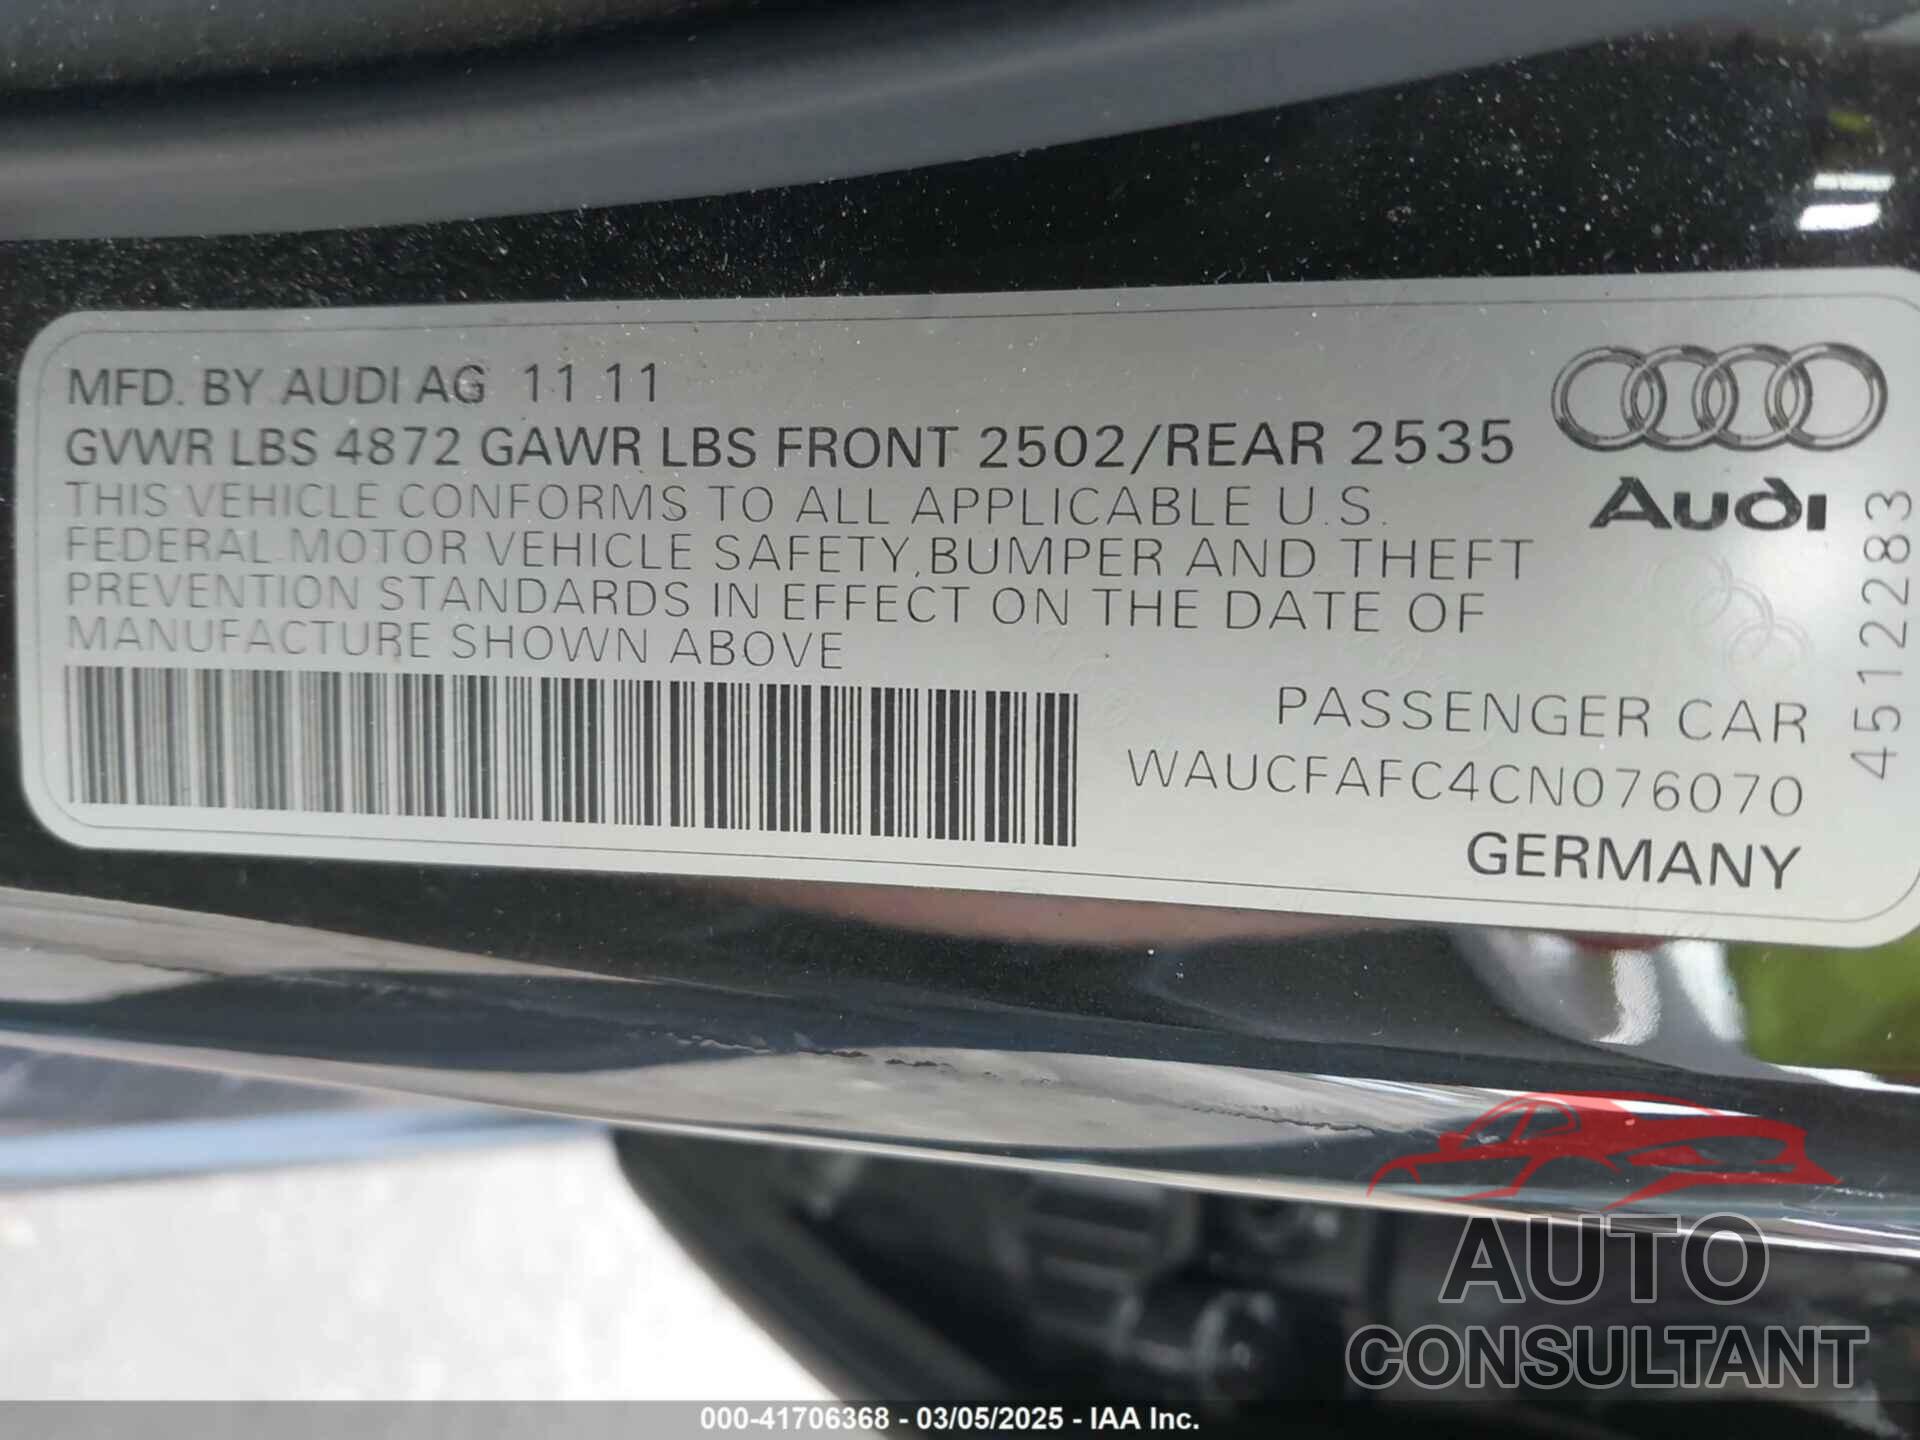 MFD. BY AUDI AG 11 11
GVWR LBS 4872 GAWR LBS FRONT 2502/REAR 2535
THIS VEHICLE CONFORMS TO ALL APPLICABLE U.S.
FEDERAL MOTOR VEHICLE SAFETY, BUMPER AND THEFT
PREVENTION STANDARDS IN EFFECT ON THE DATE OF
MANUFACTURE SHOWN ABOVE
Audi
4512283
PASSENGER CAR
WAUCFAFC4CN076070
GERMANY
AUTO
CONSULTANT
000-41706368 - 03/05/2025 - IAA Inc.